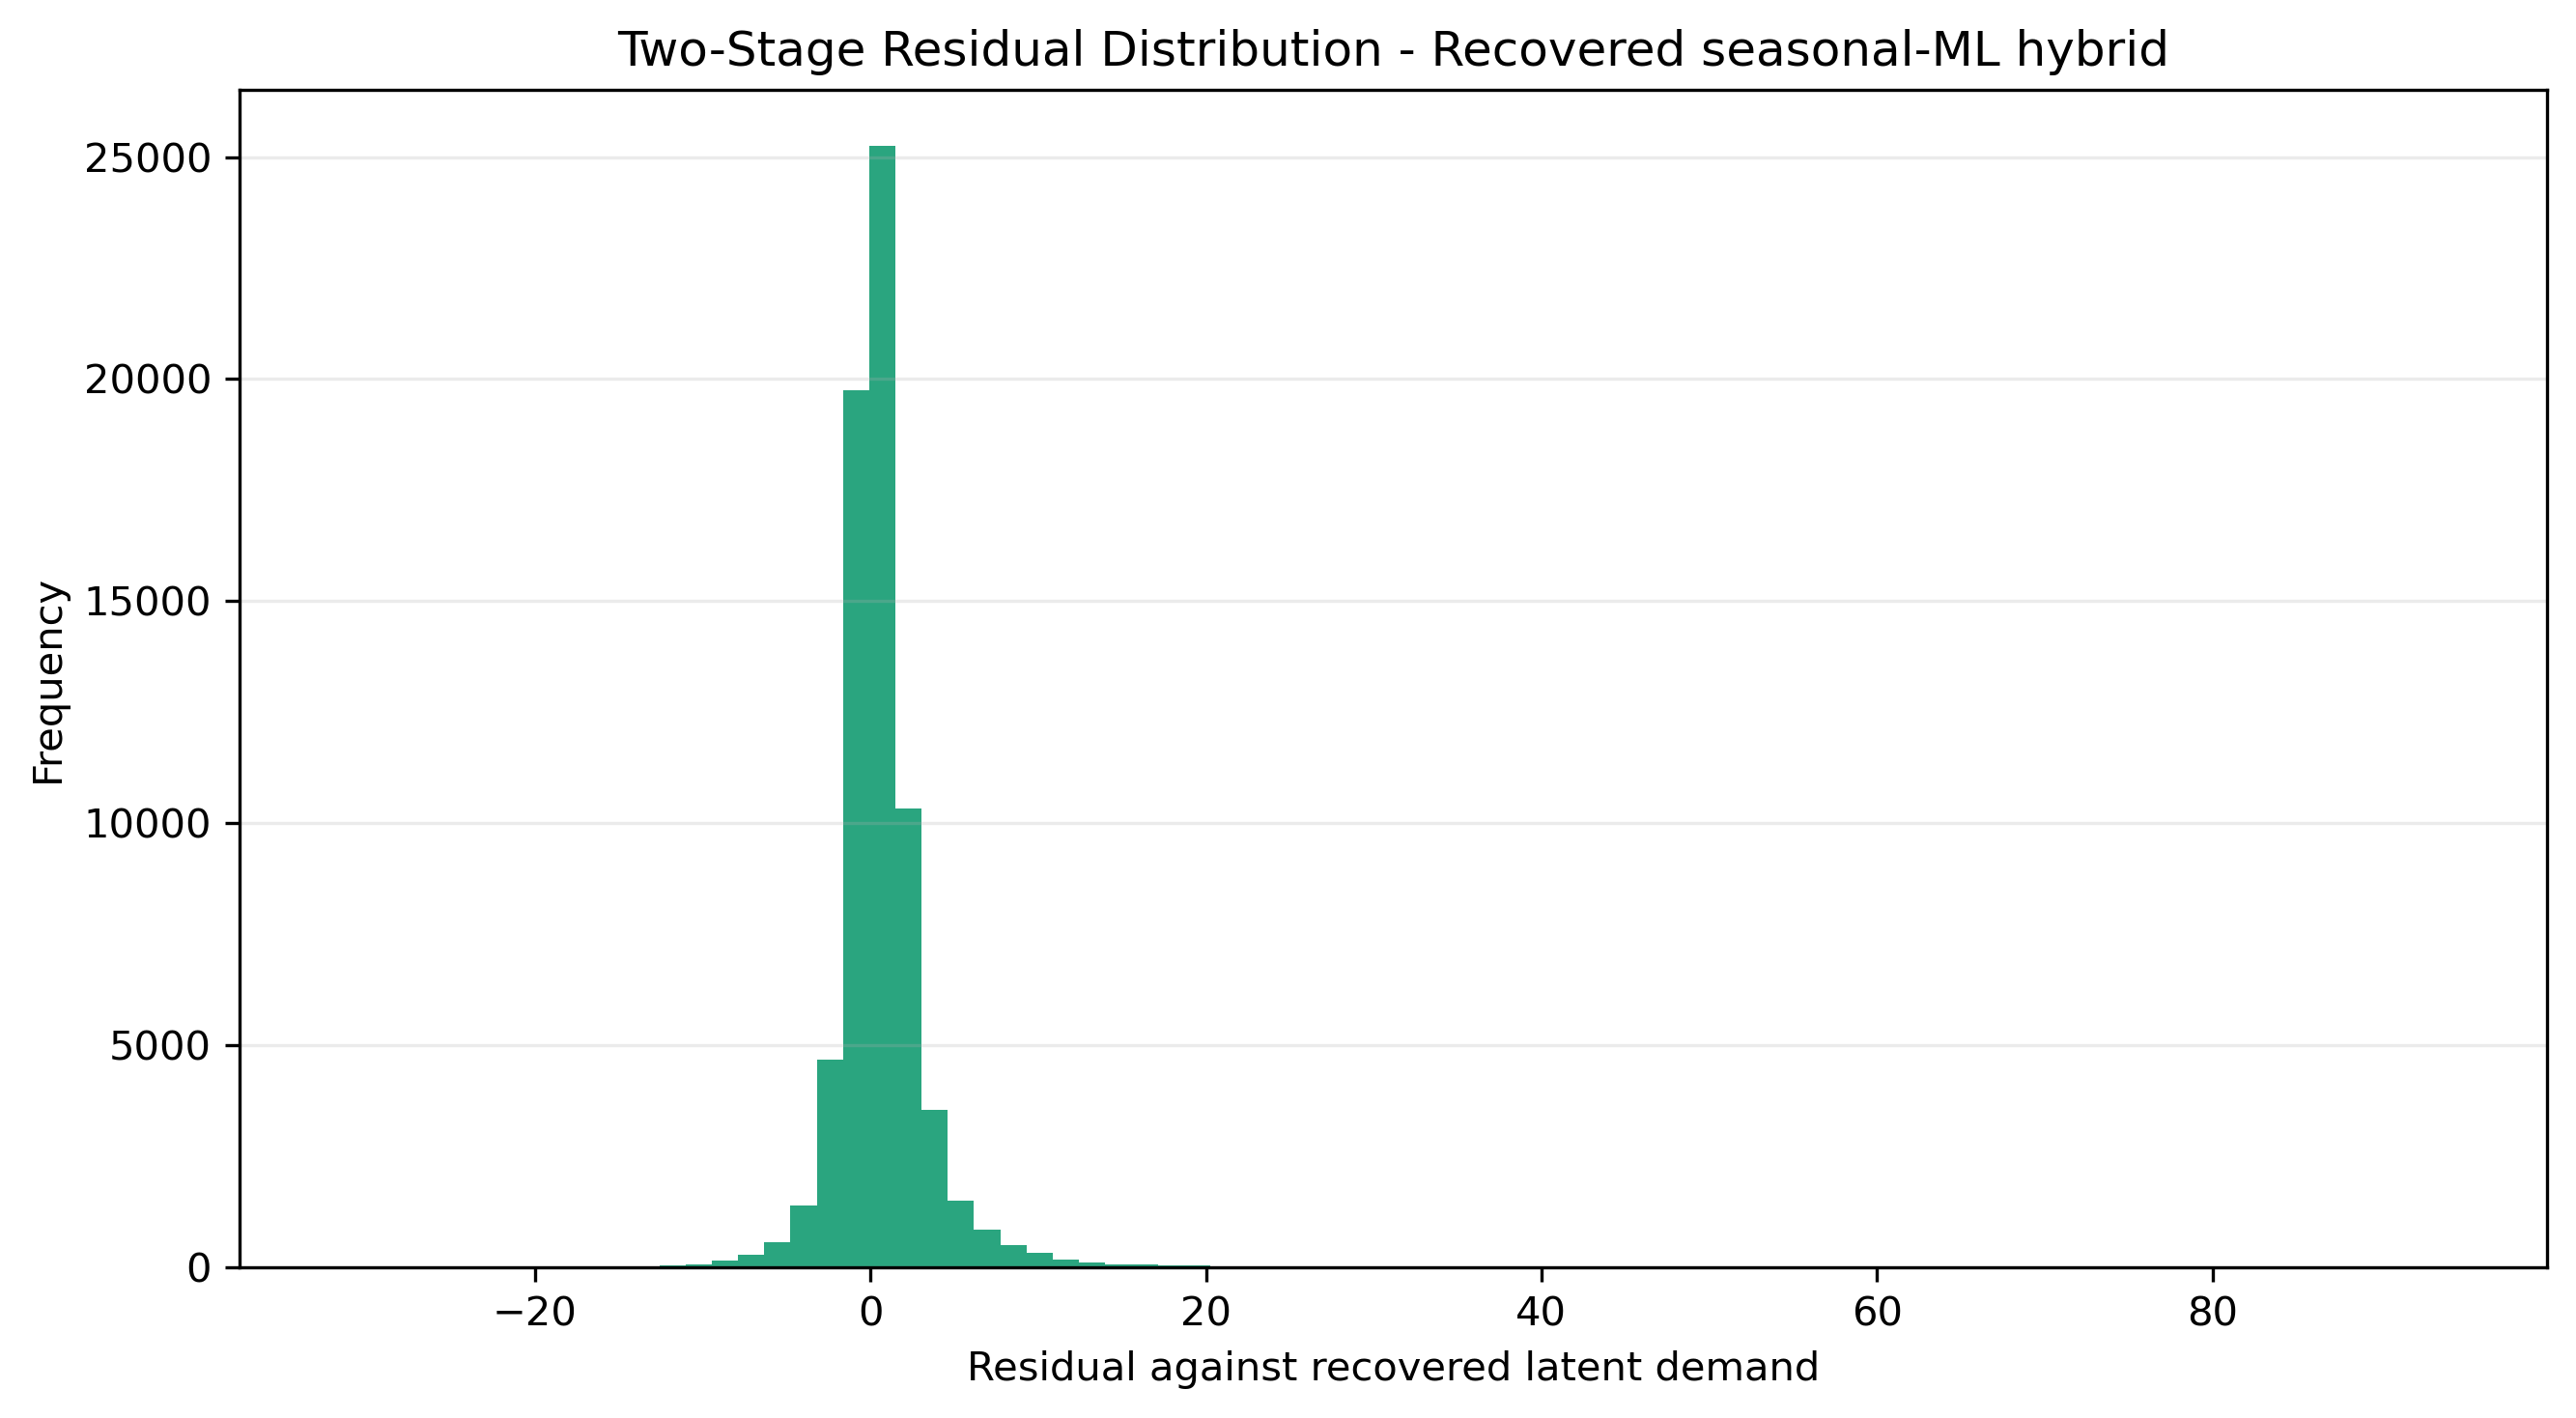 Two-Stage Residual Distribution - Recovered seasonal-ML hybrid
Frequency
25000
20000
15000
10000
5000
0
−20 0 20 40 60 80
Residual against recovered latent demand